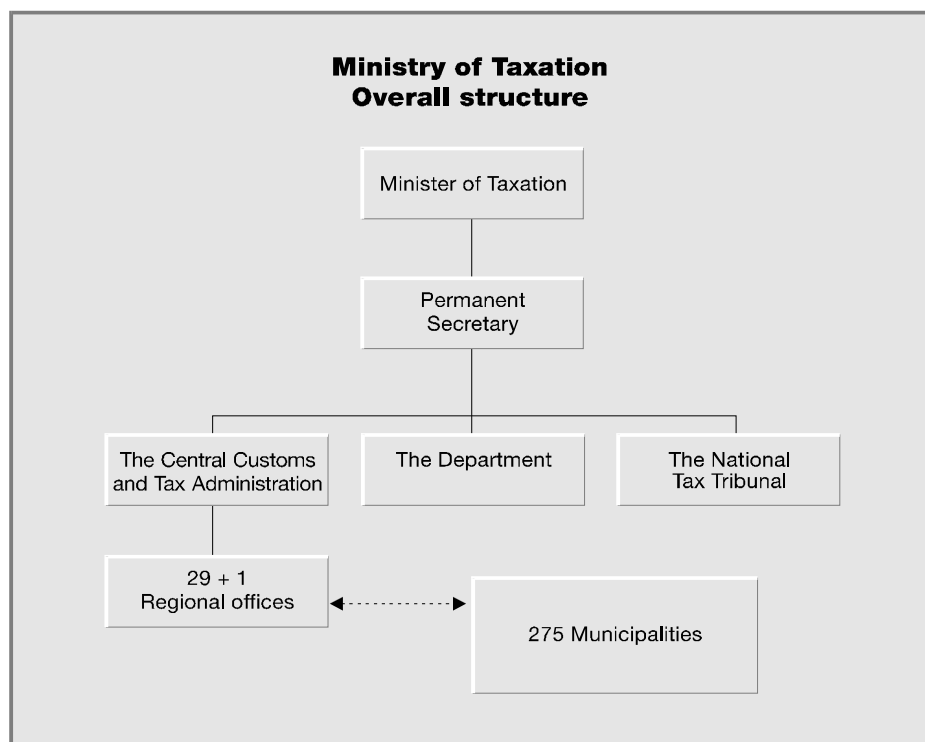 Ministry of Taxation
Overall structure
Minister of Taxation
Permanent
Secretary
The Central Customs
and Tax Administration
The Department
The National
Tax Tribunal
29 + 1
Regional offices
275 Municipalities